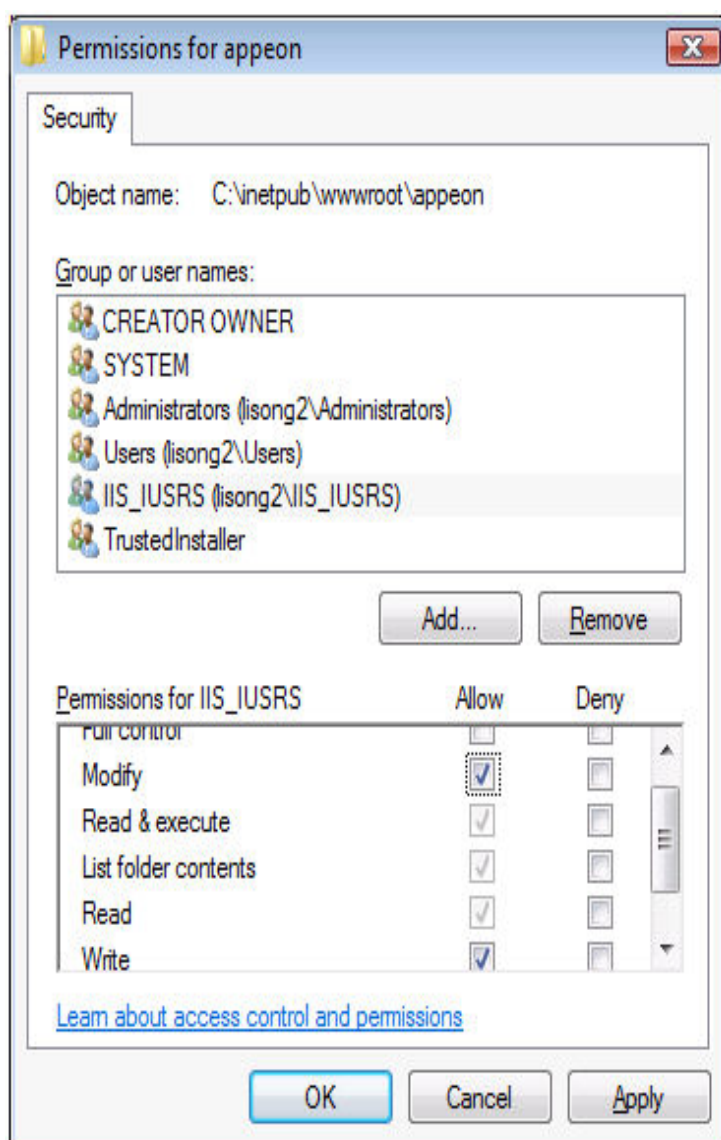 Permissions for appeon
Security
Object name: C:\inetpub\wwwroot\appeon
Group or user names:
CREATOR OWNER
SYSTEM
Administrators (lisong2\Administrators)
Users (lisong2\Users)
IIS_IUSRS (lisong2\IIS_IUSRS)
TrustedInstaller
Add... Remove
Permissions for IIS_IUSRS Allow Deny
Full control
Modify
Read & execute
List folder contents
Read
Write
Learn about access control and permissions
OK Cancel Apply